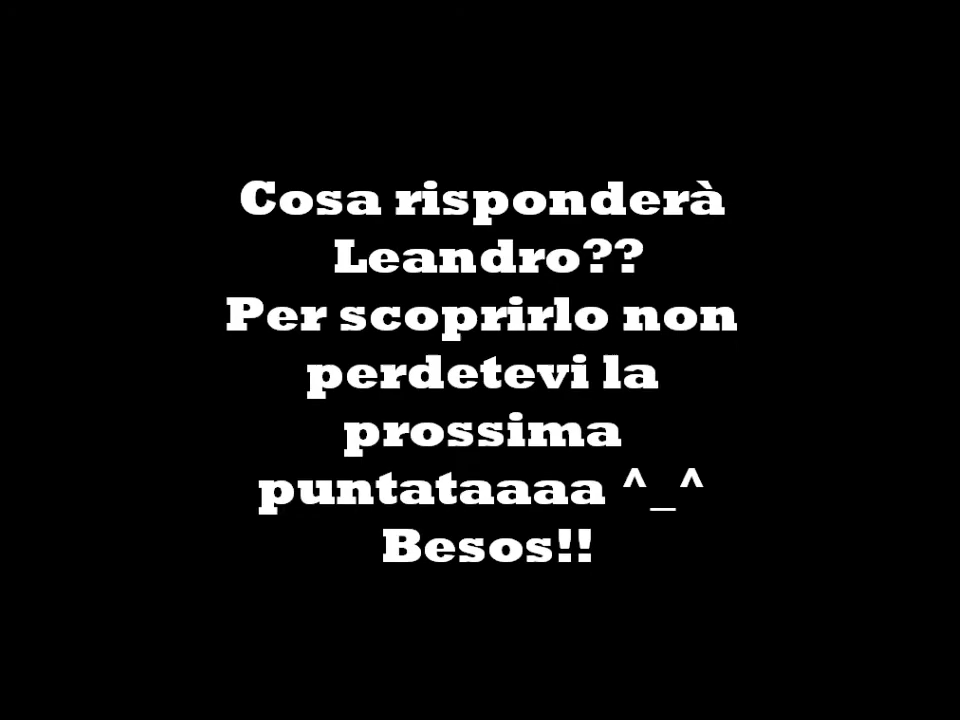 Cosa risponderà
Leandro??
Per scoprirlo non
perdetevi la
prossima
puntataaaa ^_^
Besos!!